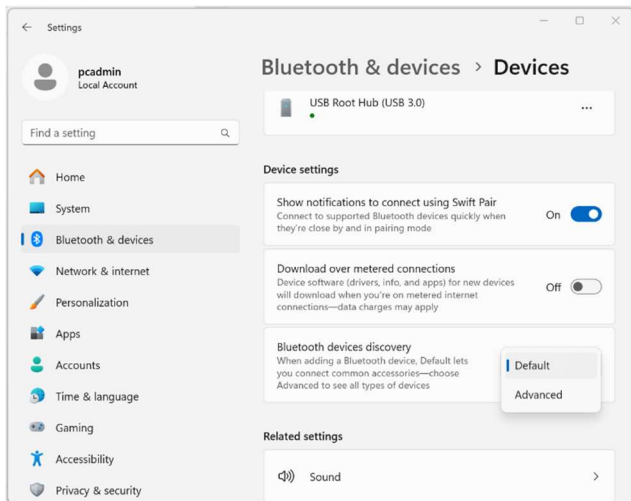 Settings
pcadmin
Local Account
Find a setting
Home
System
Bluetooth & devices
Network & internet
Personalization
Apps
Accounts
Time & language
Gaming
Accessibility
Privacy & security
Bluetooth & devices > Devices
USB Root Hub (USB 3.0)
Device settings
Show notifications to connect using Swift Pair
Connect to supported Bluetooth devices quickly when
they're close by and in pairing mode
On
Download over metered connections
Device software (drivers, info, and apps) for new devices
will download when you're on metered internet
connections—data charges may apply
Off
Bluetooth devices discovery
When adding a Bluetooth device, Default lets
you connect common accessories—choose
Advanced to see all types of devices
Default
Advanced
Related settings
Sound